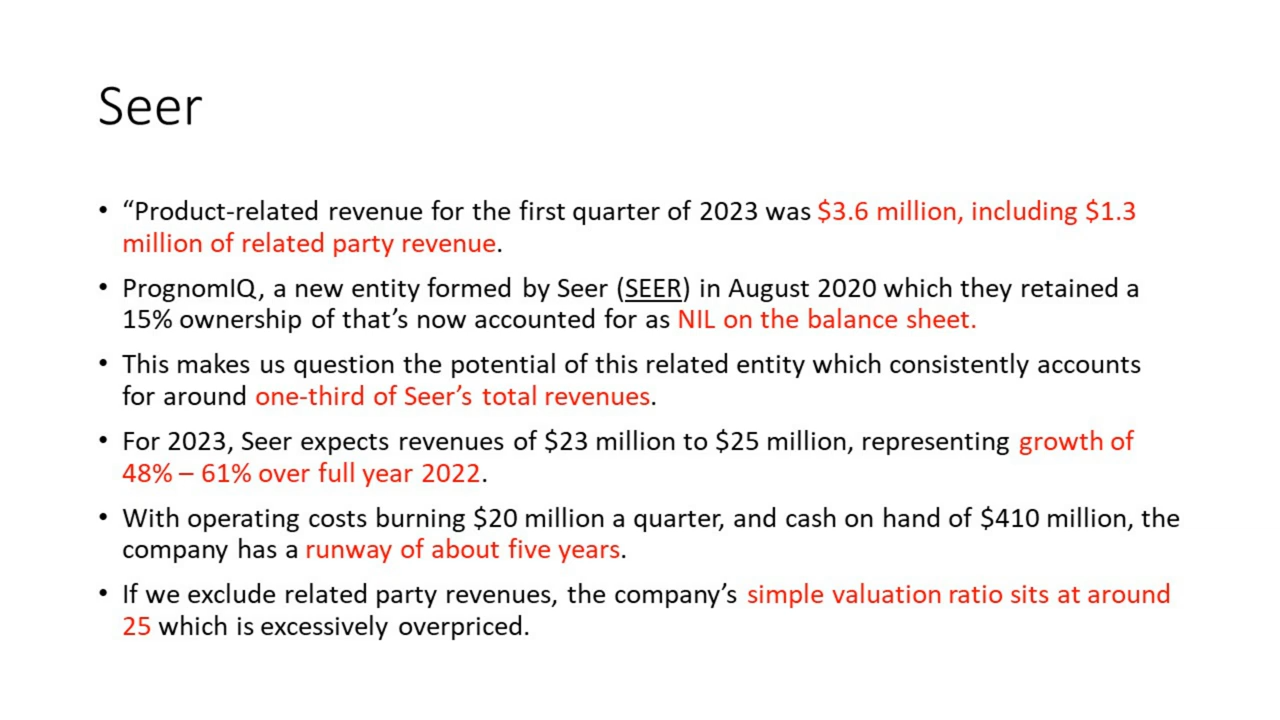 Seer
• “Product-related revenue for the first quarter of 2023 was $3.6 million, including $1.3
million of related party revenue.
• PrognomIQ, a new entity formed by Seer (SEER) in August 2020 which they retained a
15% ownership of that’s now accounted for as NIL on the balance sheet.
• This makes us question the potential of this related entity which consistently accounts
for around one-third of Seer’s total revenues.
• For 2023, Seer expects revenues of $23 million to $25 million, representing growth of
48% – 61% over full year 2022.
• With operating costs burning $20 million a quarter, and cash on hand of $410 million, the
company has a runway of about five years.
• If we exclude related party revenues, the company’s simple valuation ratio sits at around
25 which is excessively overpriced.